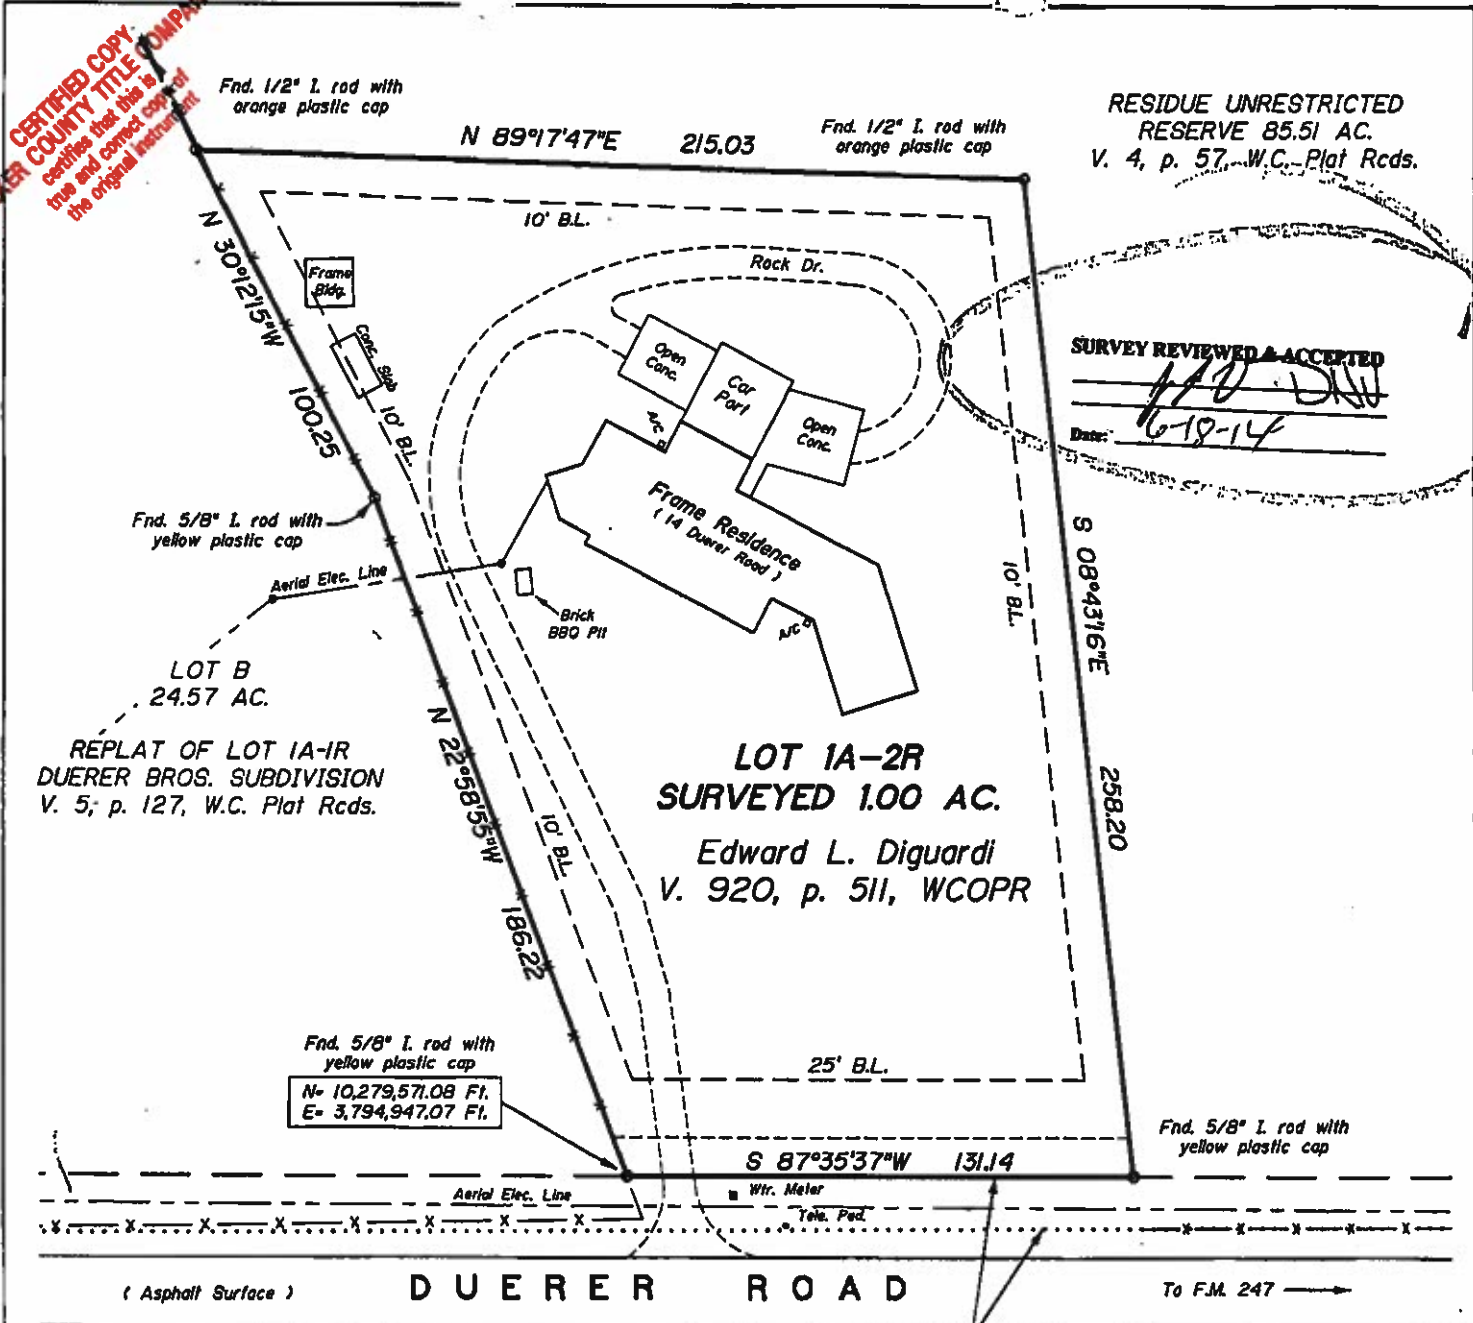 CERTIFIED COPY
COUNTY TITLE COMPA
certifies that this is a
true and correct copy of
the original instrument
Fnd. 1/2" I. rod with
orange plastic cap
N 89°17'47"E 215.03
Fnd. 1/2" I. rod with
orange plastic cap
RESIDUE UNRESTRICTED
RESERVE 85.51 AC.
V. 4, p. 57, W.C. Plat Rcds.
10' B.L.
Rock Dr.
N 30°12'15"W
100.25
Frame
Bldg.
Conc. Slab
10' B.L.
Open
Conc.
Car
Port
Open
Conc.
A/C
SURVEY REVIEWED & ACCEPTED
Date: 6-18-14
Frame Residence
( 14 Duerer Road )
Fnd. 5/8" I. rod with
yellow plastic cap
Aerial Elec. Line
Brick
BBQ Pit
A/C
10' B.L.
S 08°43'16"E
258.20
LOT B
24.57 AC.
REPLAT OF LOT 1A-1R
DUERER BROS. SUBDIVISION
V. 5, p. 127, W.C. Plat Rcds.
N 22°58'55"W
186.22
10' B.L.
LOT 1A-2R
SURVEYED 1.00 AC.
Edward L. Diguardi
V. 920, p. 511, WCOPR
Fnd. 5/8" I. rod with
yellow plastic cap
N= 10,279,571.08 Ft.
E= 3,794,947.07 Ft.
25' B.L.
Fnd. 5/8" I. rod with
yellow plastic cap
S 87°35'37"W 131.14
Aerial Elec. Line
Wtr. Meter
Tele. Ped.
( Asphalt Surface )
DUERER ROAD
To F.M. 247